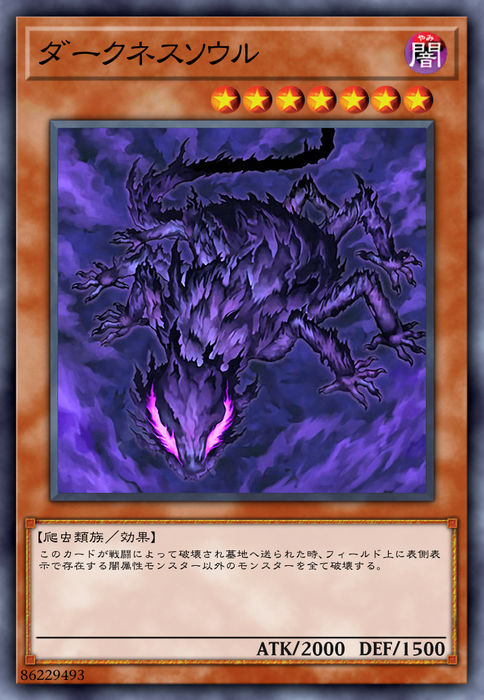 ダークネスソウル
やみ
闇
【爬虫類族／効果】
このカードが戦闘によって破壊され墓地へ送られた時、フィールド上に表側表
示で存在する闇属性モンスター以外のモンスターを全て破壊する。
ATK/2000 DEF/1500
86229493